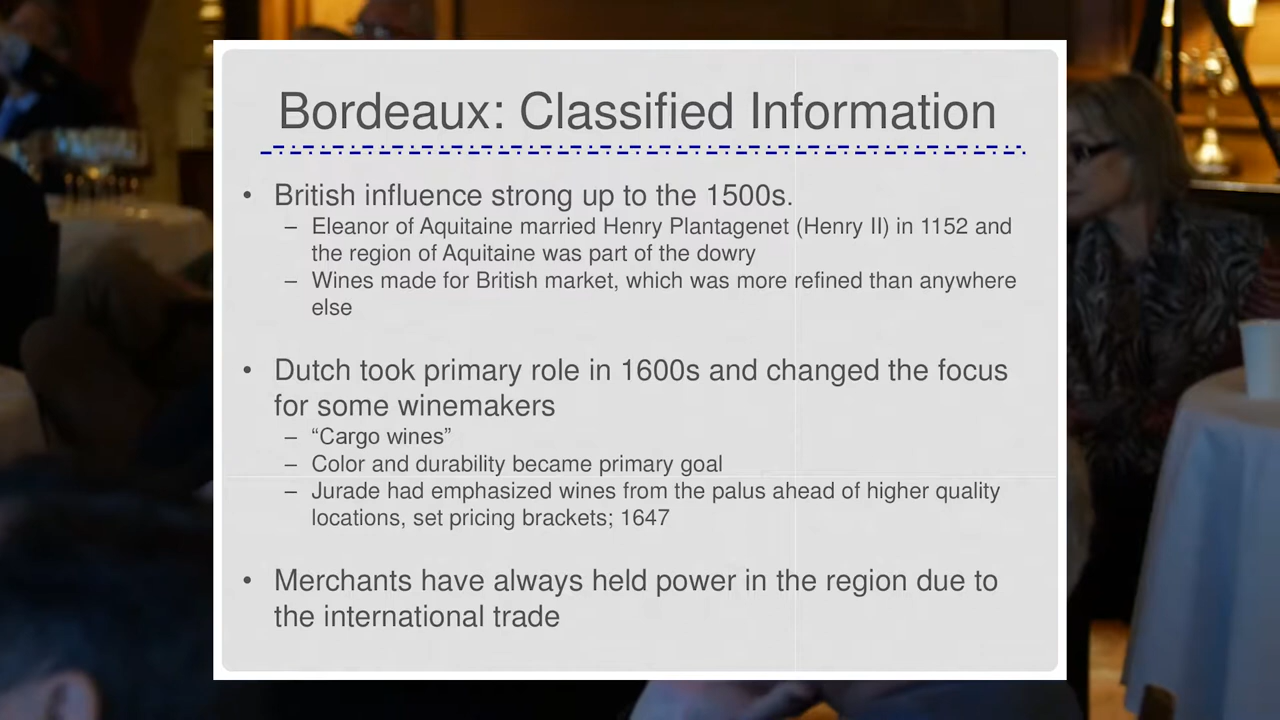 Bordeaux: Classified Information
• British influence strong up to the 1500s.
– Eleanor of Aquitaine married Henry Plantagenet (Henry II) in 1152 and
the region of Aquitaine was part of the dowry
– Wines made for British market, which was more refined than anywhere
else
• Dutch took primary role in 1600s and changed the focus
for some winemakers
– “Cargo wines”
– Color and durability became primary goal
– Jurade had emphasized wines from the palus ahead of higher quality
locations, set pricing brackets; 1647
• Merchants have always held power in the region due to
the international trade